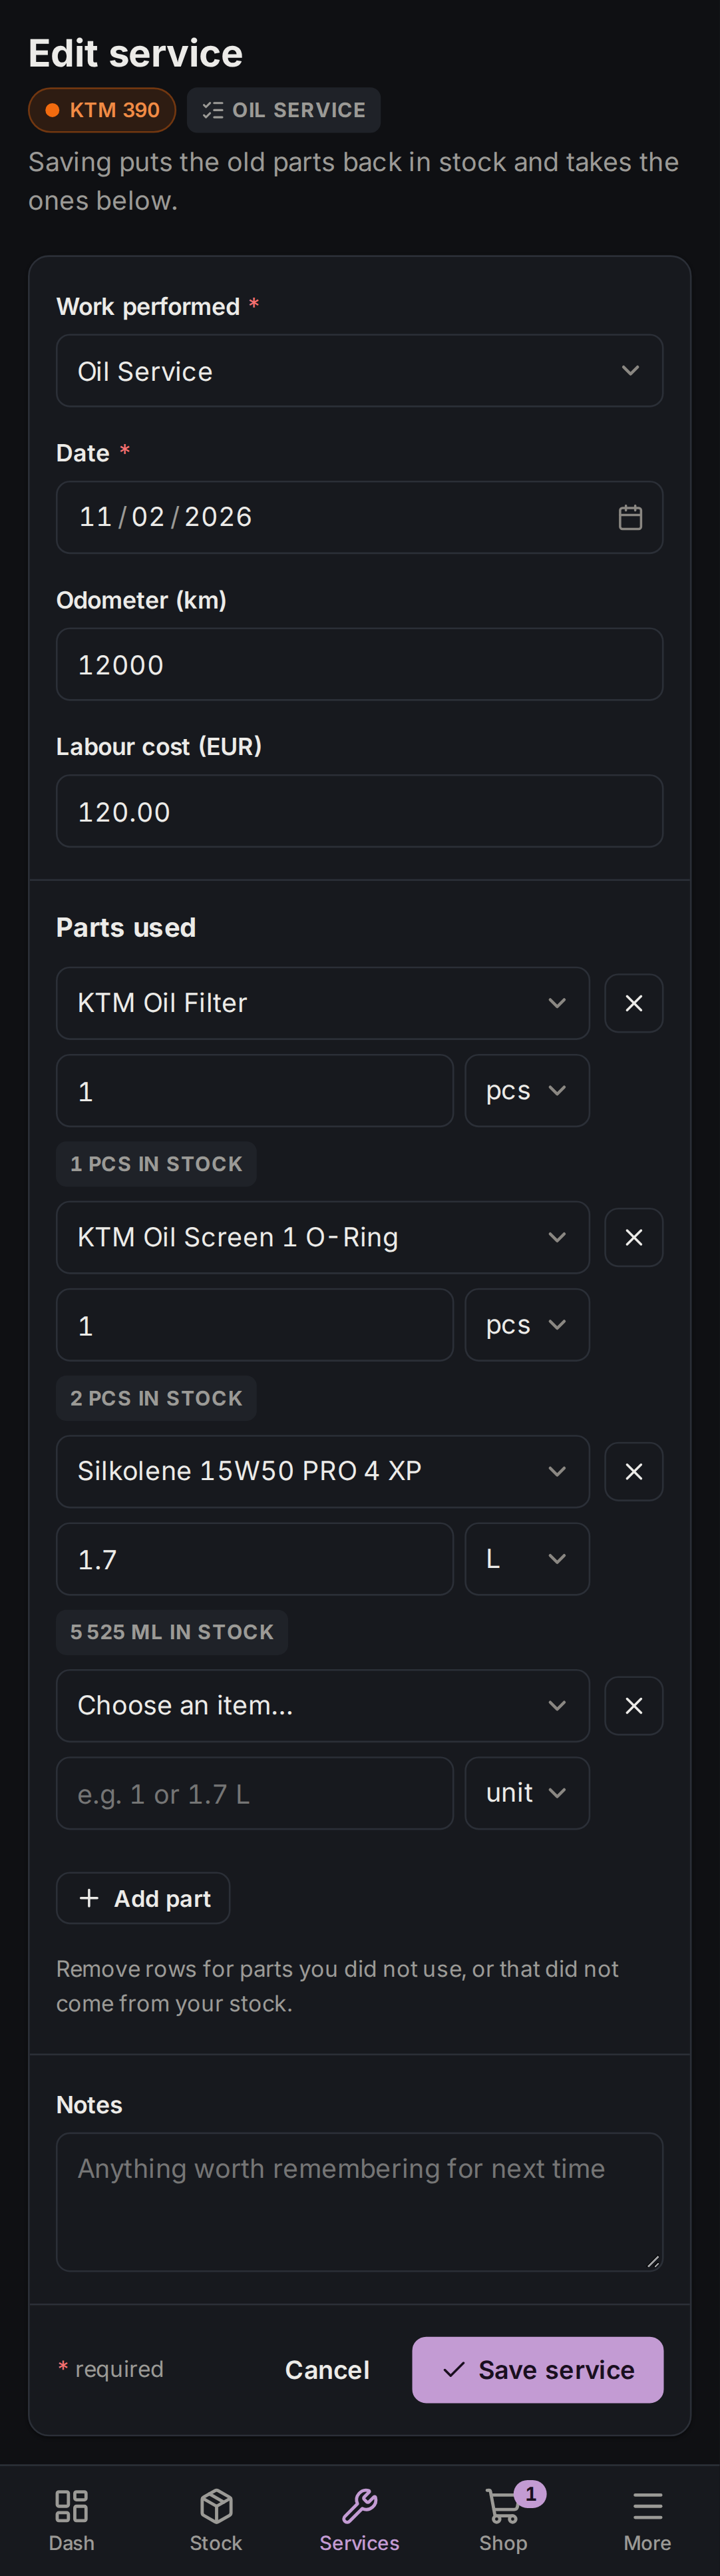 Edit service
KTM 390
OIL SERVICE
Saving puts the old parts back in stock and takes the
ones below.
Work performed *
Oil Service
Date *
11/02/2026
Odometer (km)
12000
Labour cost (EUR)
120.00
Parts used
KTM Oil Filter
1
pcs
1 PCS IN STOCK
KTM Oil Screen 1 O-Ring
1
pcs
2 PCS IN STOCK
Silkolene 15W50 PRO 4 XP
1.7
L
5 525 ML IN STOCK
Choose an item...
e.g. 1 or 1.7 L
unit
Add part
Remove rows for parts you did not use, or that did not
come from your stock.
Notes
Anything worth remembering for next time
* required
Cancel
Save service
1
Dash
Stock
Services
Shop
More